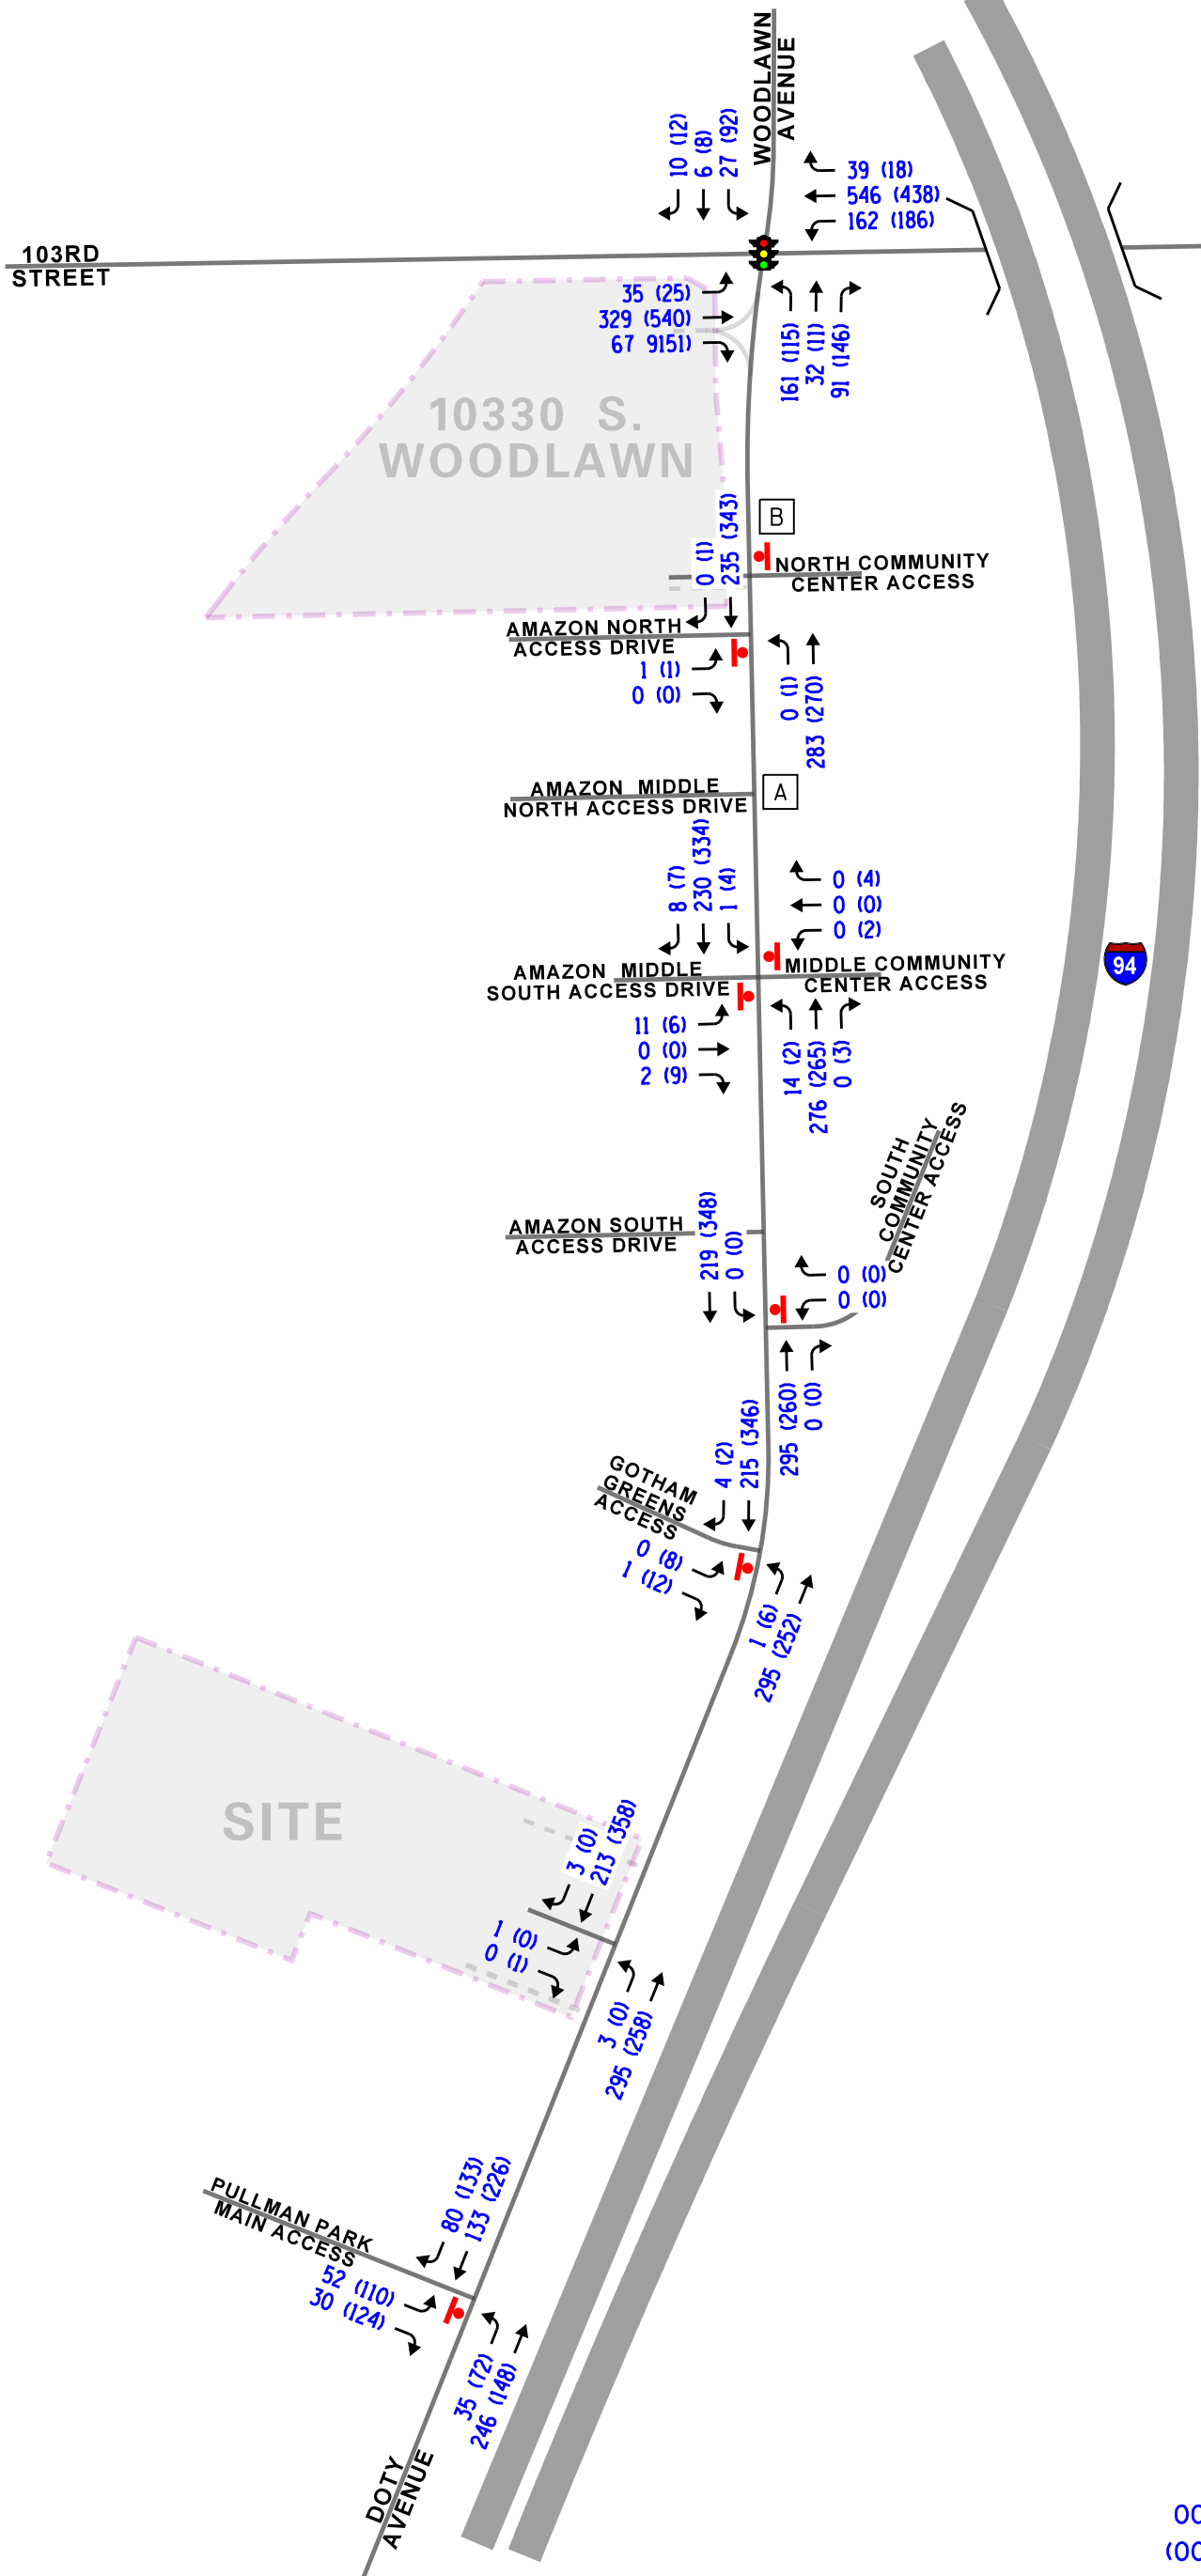 WOODLAWN
AVENUE
10 (12)
6 (8)
27 (92)
39 (18)
546 (438)
162 (186)
103RD
STREET
35 (25)
329 (540)
67 9151)
161 (115)
32 (11)
91 (146)
10330 S.
WOODLAWN
B
0 (1)
235 (343)
NORTH COMMUNITY
CENTER ACCESS
AMAZON NORTH
ACCESS DRIVE
1 (1)
0 (0)
0 (1)
283 (270)
AMAZON MIDDLE
NORTH ACCESS DRIVE
A
8 (7)
230 (334)
1 (4)
0 (4)
0 (0)
0 (2)
AMAZON MIDDLE
SOUTH ACCESS DRIVE
MIDDLE COMMUNITY
CENTER ACCESS
94
11 (6)
0 (0)
2 (9)
14 (2)
276 (265)
0 (3)
SOUTH
COMMUNITY
CENTER ACCESS
AMAZON SOUTH
ACCESS DRIVE
219 (348)
0 (0)
0 (0)
0 (0)
295 (260)
0 (0)
4 (2)
215 (346)
GOTHAM
GREENS
ACCESS
0 (8)
1 (12)
1 (6)
295 (252)
SITE
3 (0)
213 (358)
1 (0)
0 (1)
3 (0)
295 (258)
80 (133)
133 (226)
PULLMAN PARK
MAIN ACCESS
52 (110)
30 (124)
35 (72)
246 (148)
DOTY
AVENUE
00
(00